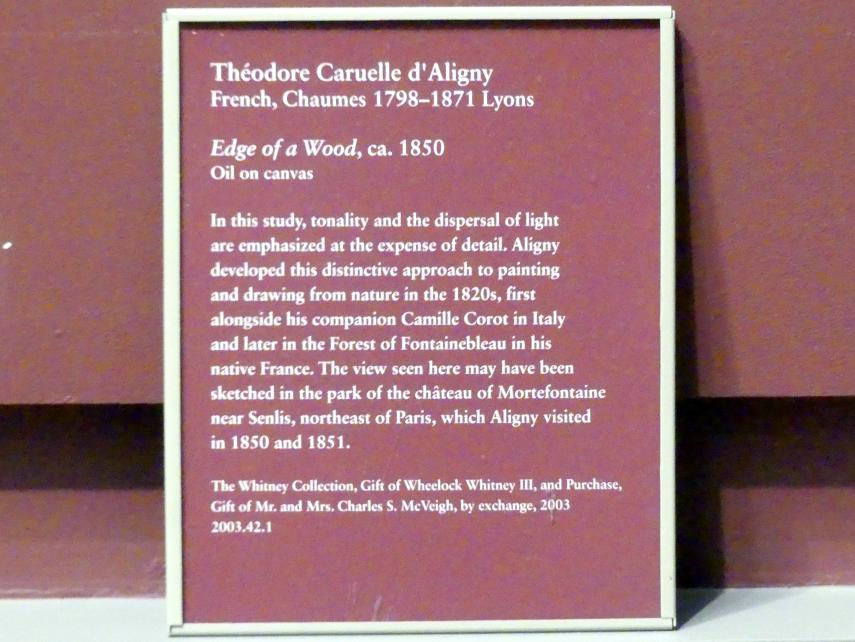 Théodore Caruelle d'Aligny
French, Chaumes 1798–1871 Lyons
Edge of a Wood, ca. 1850
Oil on canvas
In this study, tonality and the dispersal of light
are emphasized at the expense of detail. Aligny
developed this distinctive approach to painting
and drawing from nature in the 1820s, first
alongside his companion Camille Corot in Italy
and later in the Forest of Fontainebleau in his
native France. The view seen here may have been
sketched in the park of the château of Mortefontaine
near Senlis, northeast of Paris, which Aligny visited
in 1850 and 1851.
The Whitney Collection, Gift of Wheelock Whitney III, and Purchase,
Gift of Mr. and Mrs. Charles S. McVeigh, by exchange, 2003
2003.42.1